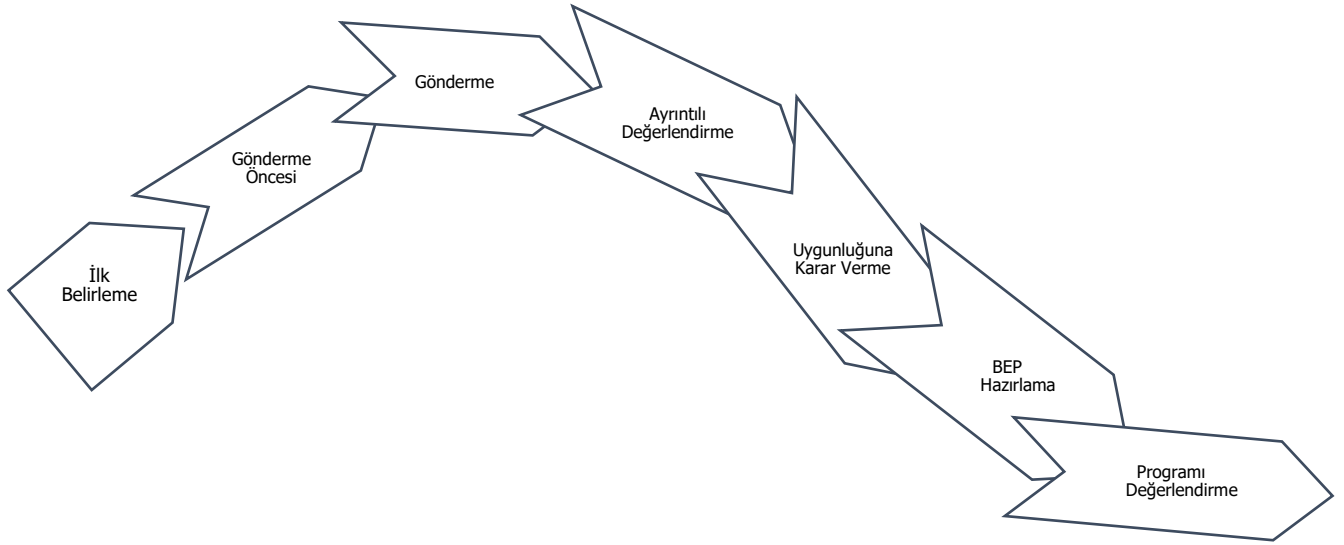 İlk
Belirleme
Gönderme
Öncesi
Gönderme
Ayrıntılı
Değerlendirme
Uygunluğuna
Karar Verme
BEP
Hazırlama
Programı
Değerlendirme